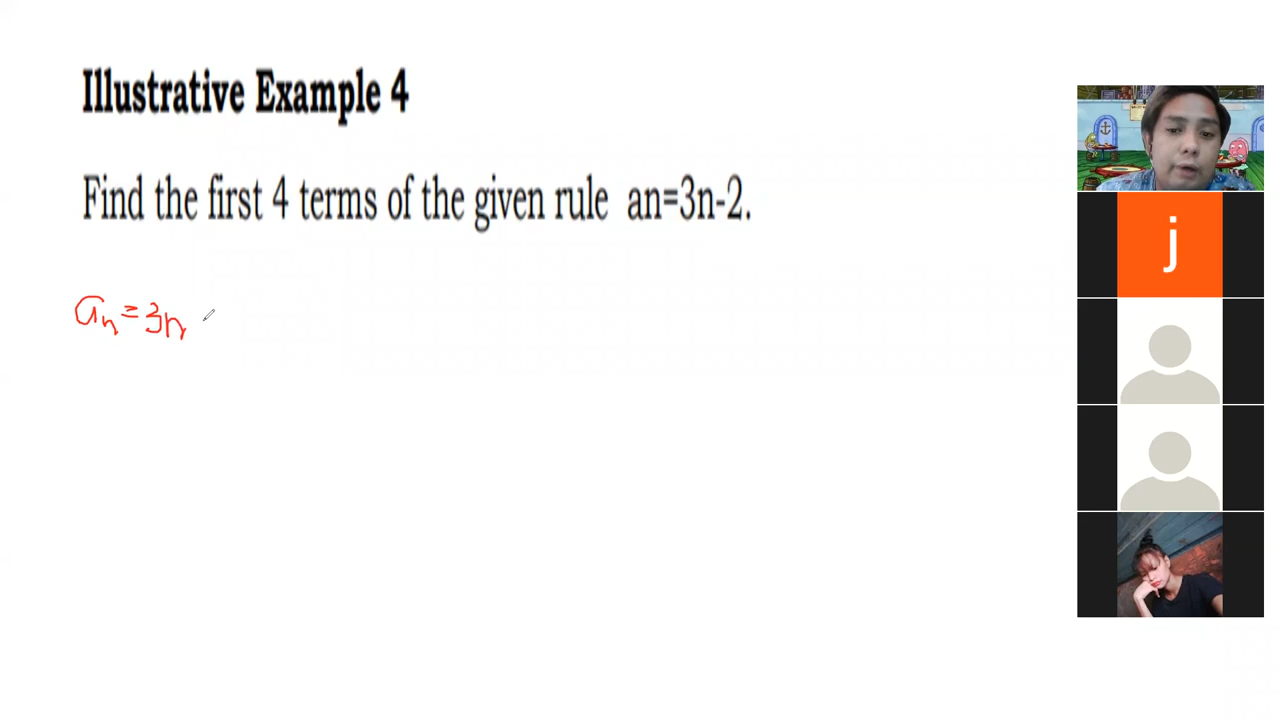 Illustrative Example 4
Find the first 4 terms of the given rule an=3n-2.
an=3n
j